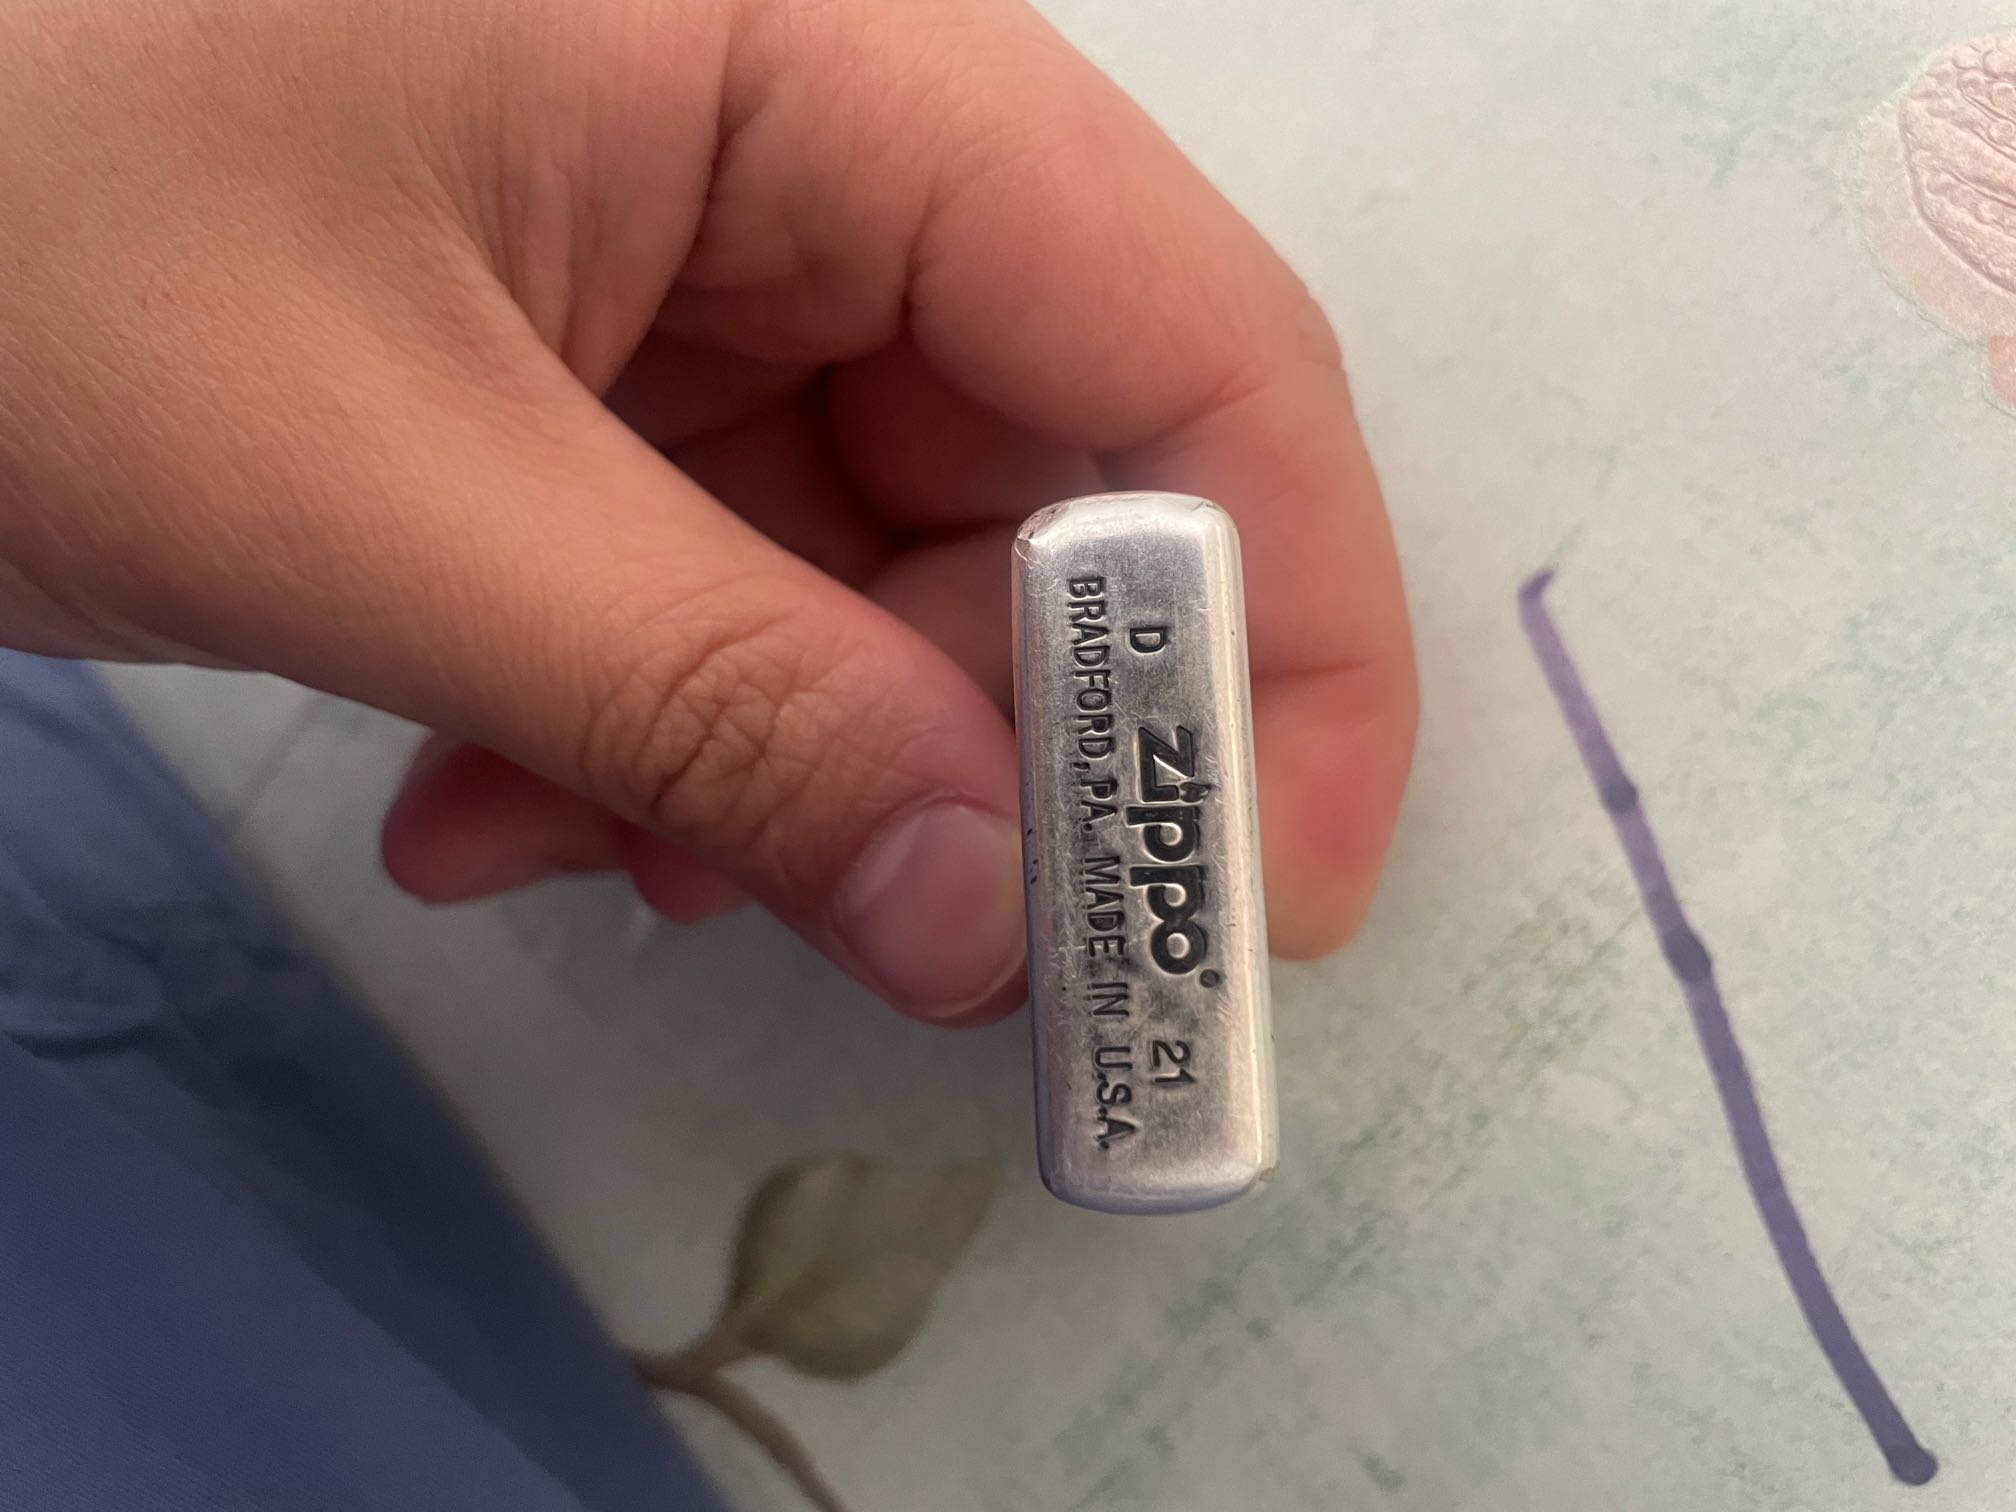 D Zippo 21
BRADFORD, PA. MADE IN U.S.A.